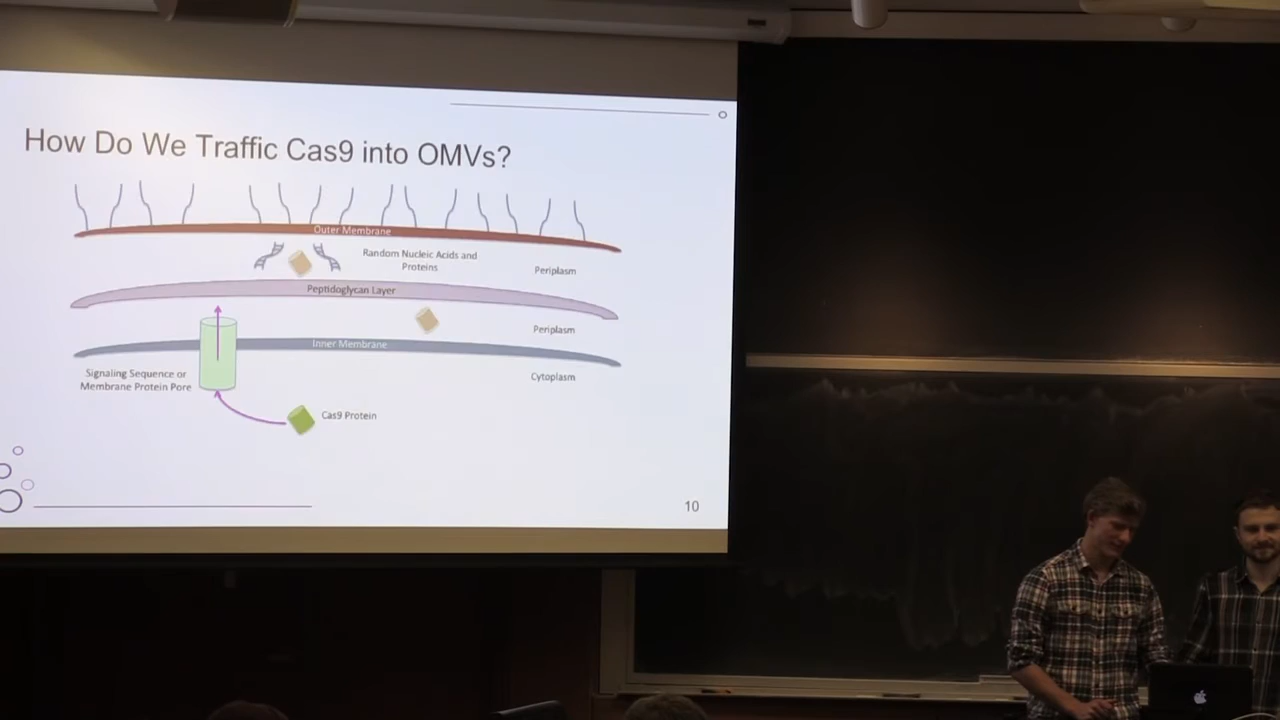 How Do We Traffic Cas9 into OMVs?
Outer Membrane
Random Nucleic Acids and
Proteins
Periplasm
Peptidoglycan Layer
Periplasm
Inner Membrane
Signaling Sequence or
Membrane Protein Pore
Cytoplasm
Cas9 Protein
10